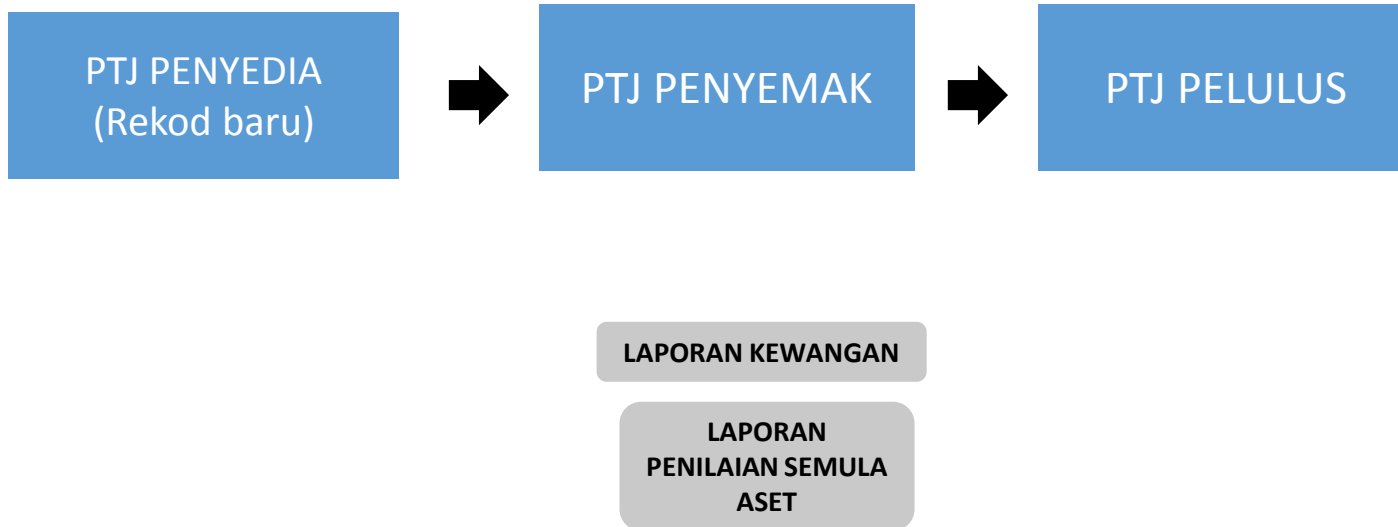 PTJ PENYEDIA
(Rekod baru)
PTJ PENYEMAK
PTJ PELULUS
LAPORAN KEWANGAN
LAPORAN
PENILAIAN SEMULA
ASET